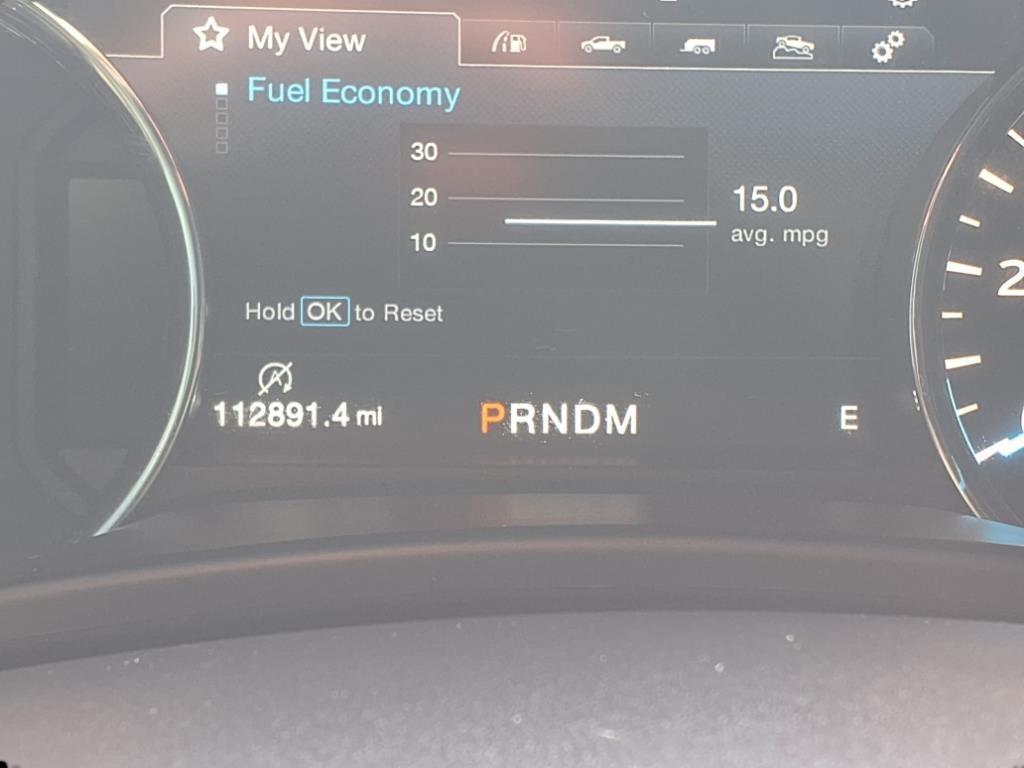 My View
Fuel Economy
30
20
10
15.0
avg. mpg
Hold OK to Reset
A
112891.4 mi
PRNDM
E
2